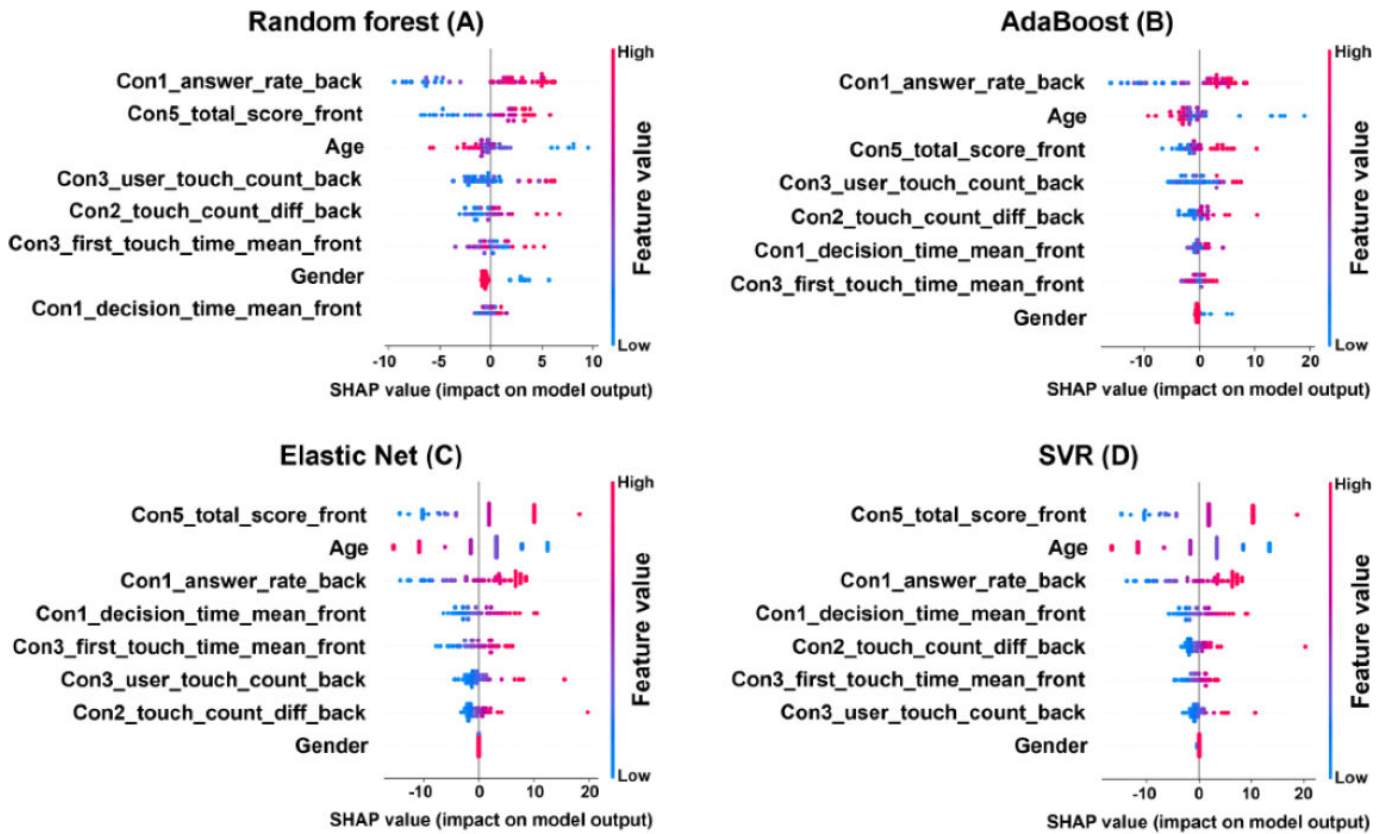 Random forest (A)
High
Con1_answer_rate_back
Con5_total_score_front
Age
Con3_user_touch_count_back
Con2_touch_count_diff_back
Con3_first_touch_time_mean_front
Gender
Con1_decision_time_mean_front
Feature value
Low
-10 -5 0 5 10
SHAP value (impact on model output)
AdaBoost (B)
High
Con1_answer_rate_back
Age
Con5_total_score_front
Con3_user_touch_count_back
Con2_touch_count_diff_back
Con1_decision_time_mean_front
Con3_first_touch_time_mean_front
Gender
Feature value
Low
-10 0 10 20
SHAP value (impact on model output)
Elastic Net (C)
High
Con5_total_score_front
Age
Con1_answer_rate_back
Con1_decision_time_mean_front
Con3_first_touch_time_mean_front
Con3_user_touch_count_back
Con2_touch_count_diff_back
Gender
Feature value
Low
-10 0 10 20
SHAP value (impact on model output)
SVR (D)
High
Con5_total_score_front
Age
Con1_answer_rate_back
Con1_decision_time_mean_front
Con2_touch_count_diff_back
Con3_first_touch_time_mean_front
Con3_user_touch_count_back
Gender
Feature value
Low
-10 0 10 20
SHAP value (impact on model output)